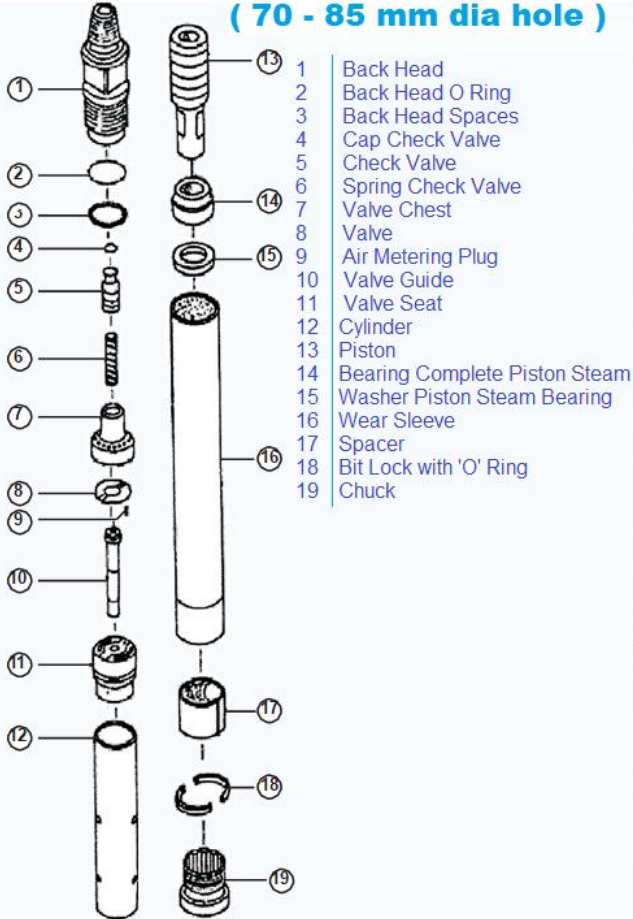 ( 70 - 85 mm dia hole )
1 Back Head
2 Back Head O Ring
3 Back Head Spaces
4 Cap Check Valve
5 Check Valve
6 Spring Check Valve
7 Valve Chest
8 Valve
9 Air Metering Plug
10 Valve Guide
11 Valve Seat
12 Cylinder
13 Piston
14 Bearing Complete Piston Steam
15 Washer Piston Steam Bearing
16 Wear Sleeve
17 Spacer
18 Bit Lock with 'O' Ring
19 Chuck
1
2
3
4
5
6
7
8
9
10
11
12
13
14
15
16
17
18
19